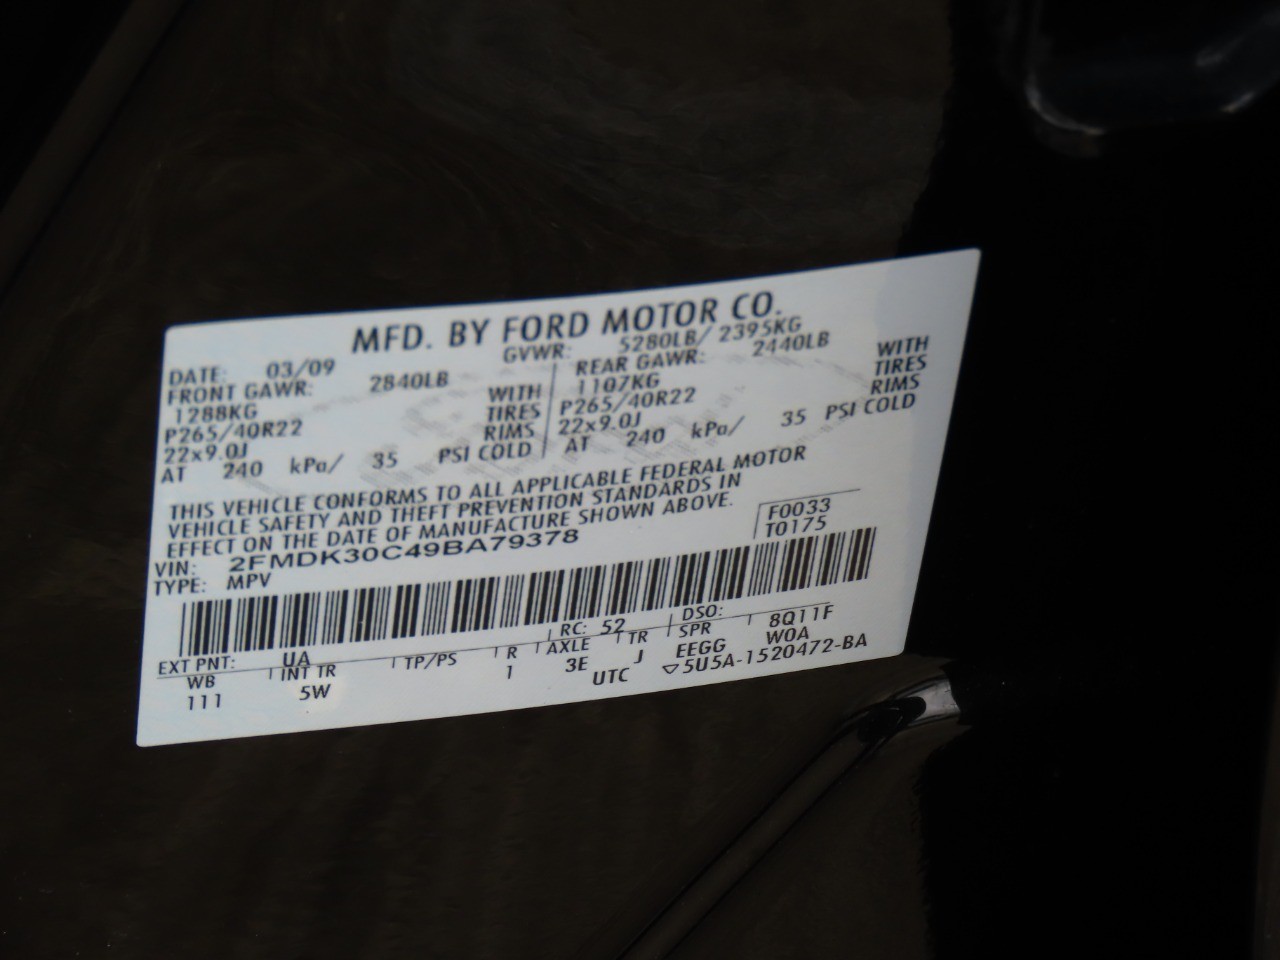 MFD. BY FORD MOTOR CO.
DATE: 03/09 GVWR: 5280LB/ 2395KG
FRONT GAWR: 2840LB REAR GAWR: 2440LB
1288KG WITH 1107KG WITH
P265/40R22 TIRES P265/40R22 TIRES
22x9.0J RIMS 22x9.0J RIMS
AT 240 kPa/ 35 PSI COLD AT 240 kPa/ 35 PSI COLD
THIS VEHICLE CONFORMS TO ALL APPLICABLE FEDERAL MOTOR
VEHICLE SAFETY AND THEFT PREVENTION STANDARDS IN
EFFECT ON THE DATE OF MANUFACTURE SHOWN ABOVE.
F0033
VIN: 2FMDK30C49BA79378 T0175
TYPE: MPV
EXT PNT: UA RC: 52 DSO:
WB INT TR TP/PS R AXLE TR SPR 8Q11F
111 5W 1 3E J EEGG W0A
UTC ▽5U5A-1520472-BA